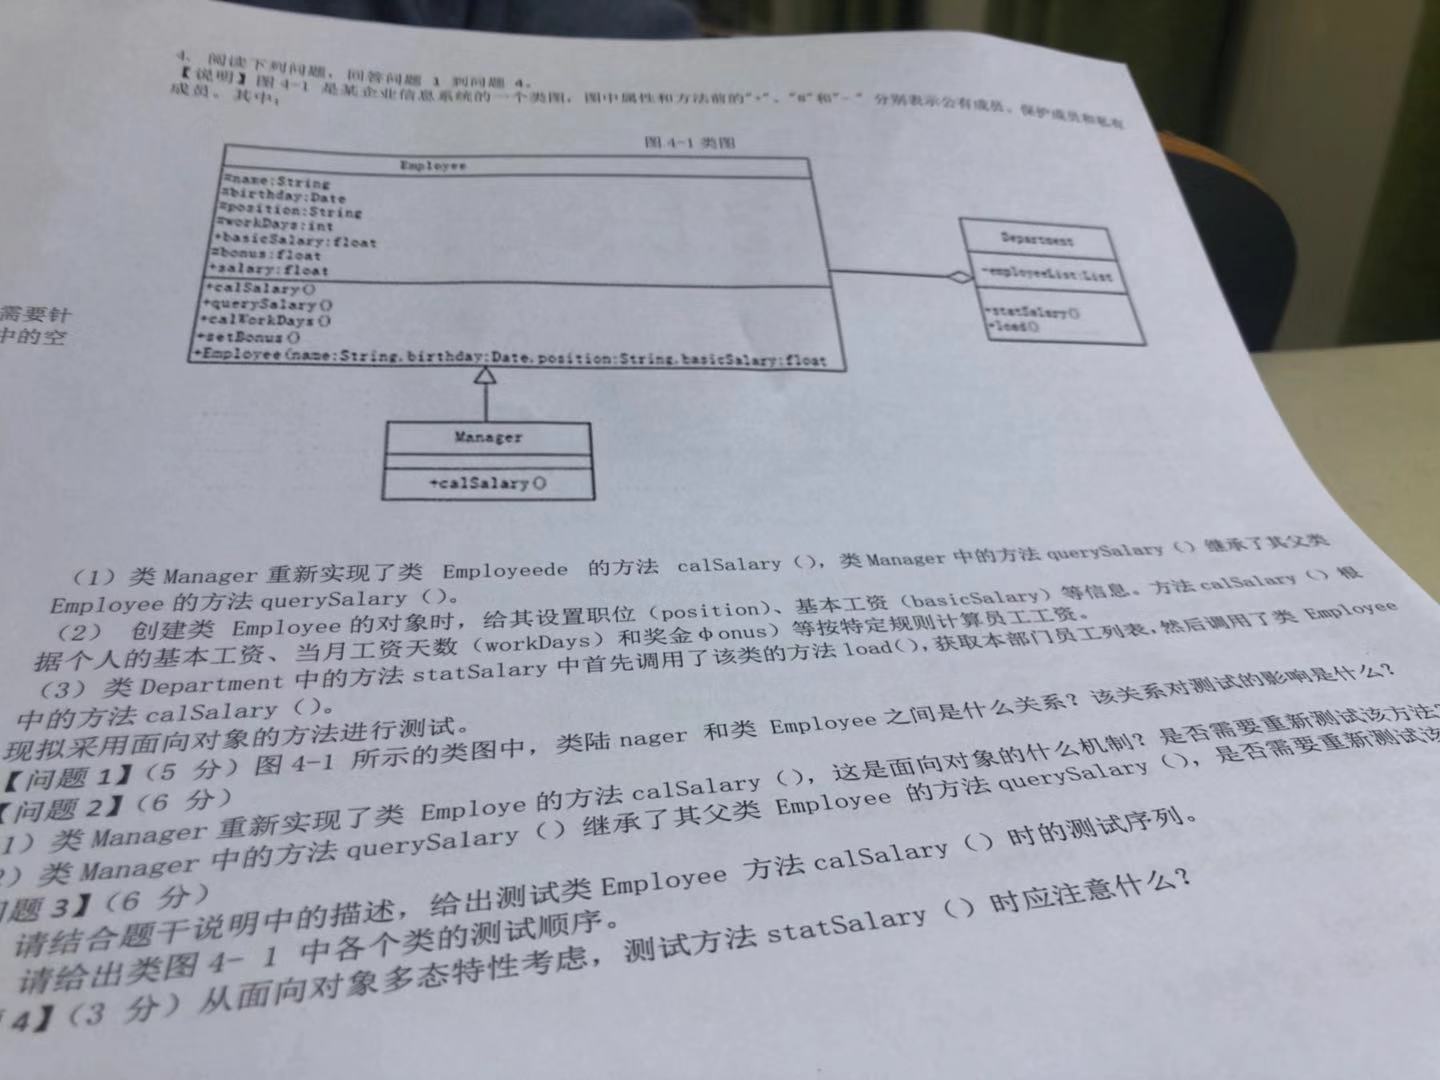 4. 阅读下列问题，回答问题 1 到问题 4。
【说明】图 4-1 是某企业信息系统的一个类图，图中属性和方法前的“+”、“#”和“-” 分别表示公有成员、保护成员和私有
成员。其中：
图 4-1 类图
Employee
#name:String
#birthday:Date
#position:String
#workDays:int
+basicSalary:float
#bonus:float
+salary:float
+calSalary()
+querySalary()
+calWorkDays()
+setBonus()
+Employee(name:String,birthday:Date,position:String,basicSalary:float
Department
-employeeList:List
+statSalary()
+load()
Manager
+calSalary()
需要针
中的空
（1）类 Manager 重新实现了类 Employeede 的方法 calSalary（），类 Manager 中的方法 querySalary（）继承了其父类
Employee 的方法 querySalary（）。
（2） 创建类 Employee 的对象时，给其设置职位（position）、基本工资（basicSalary）等信息。方法 calSalary（）根
据个人的基本工资、当月工资天数（workDays）和奖金 φonus）等按特定规则计算员工工资。
（3）类 Department 中的方法 statSalary 中首先调用了该类的方法 load()，获取本部门员工列表，然后调用了类 Employee
中的方法 calSalary（）。
现拟采用面向对象的方法进行测试。
【问题 1】（5 分）图 4-1 所示的类图中，类陆 nager 和类 Employee 之间是什么关系？该关系对测试的影响是什么？
【问题 2】（6 分）
1）类 Manager 重新实现了类 Employe 的方法 calSalary（），这是面向对象的什么机制？是否需要重新测试该方法?
）类 Manager 中的方法 querySalary（）继承了其父类 Employee 的方法 querySalary（），是否需要重新测试该
题 3】（6 分）
请结合题干说明中的描述，给出测试类 Employee 方法 calSalary（）时的测试序列。
请给出类图 4- 1 中各个类的测试顺序。
4】（3 分）从面向对象多态特性考虑，测试方法 statSalary（）时应注意什么？